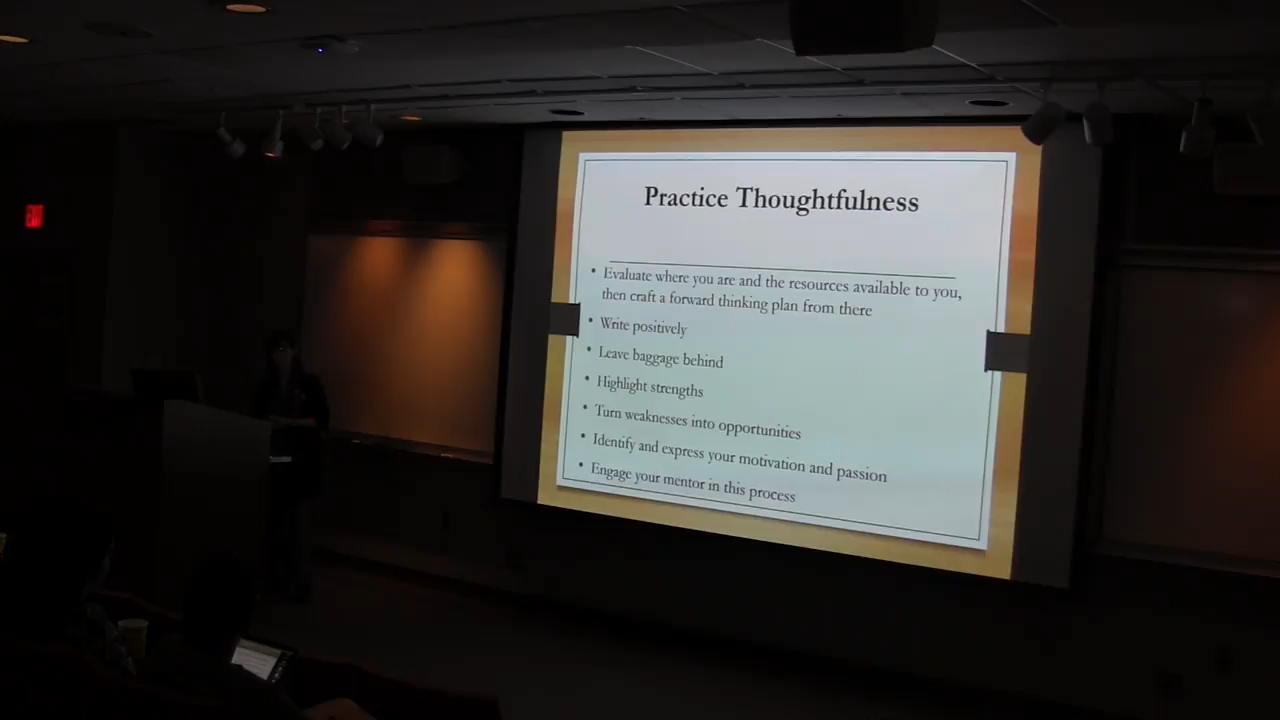 Practice Thoughtfulness
• Evaluate where you are and the resources available to you,
then craft a forward thinking plan from there
• Write positively
• Leave baggage behind
• Highlight strengths
• Turn weaknesses into opportunities
• Identify and express your motivation and passion
• Engage your mentor in this process